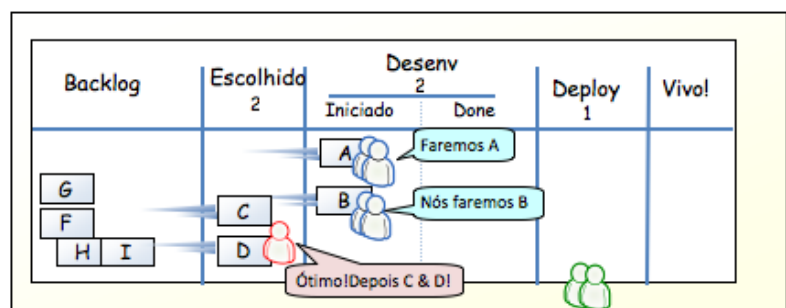 Backlog
Escolhido
2
Desenv
2
Iniciado Done
Deploy
1
Vivo!
A
Faremos A
G
F
H I
C
B
Nós faremos B
D
Ótimo!Depois C & D!